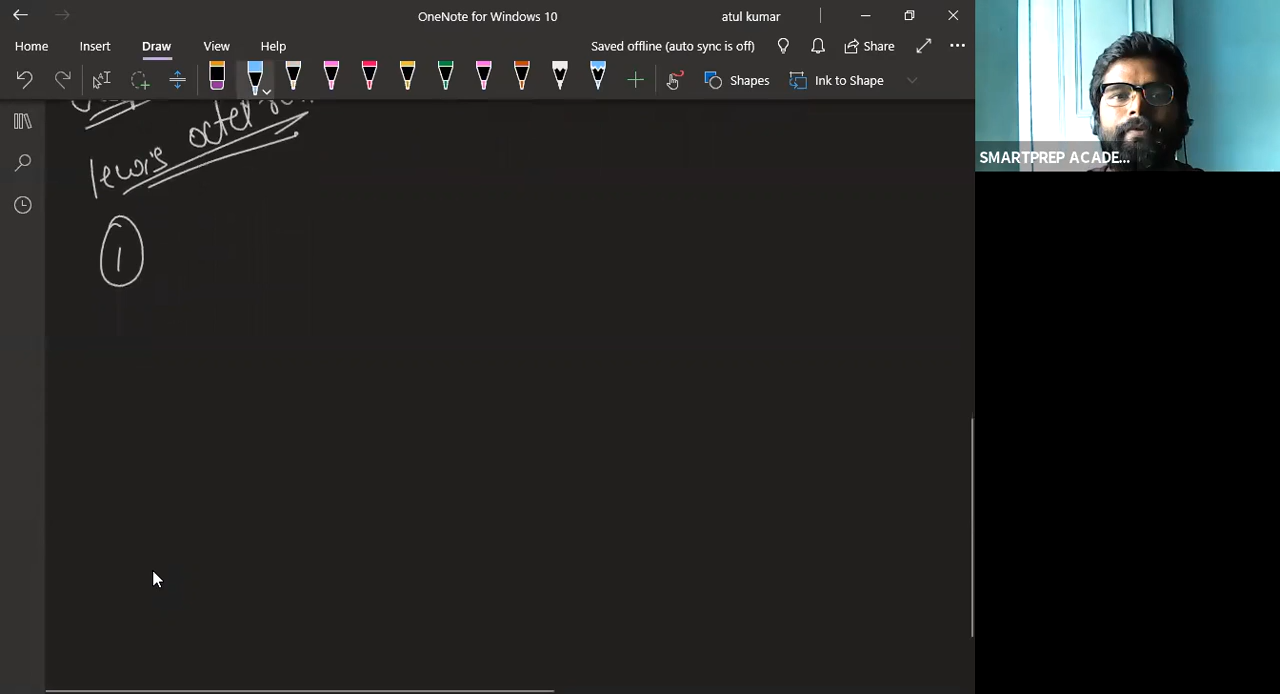 OneNote for Windows 10
atul kumar
Home Insert Draw View Help
Saved offline (auto sync is off)
Share
Shapes
Ink to Shape
lewis octet
1
SMARTPREP ACADE...